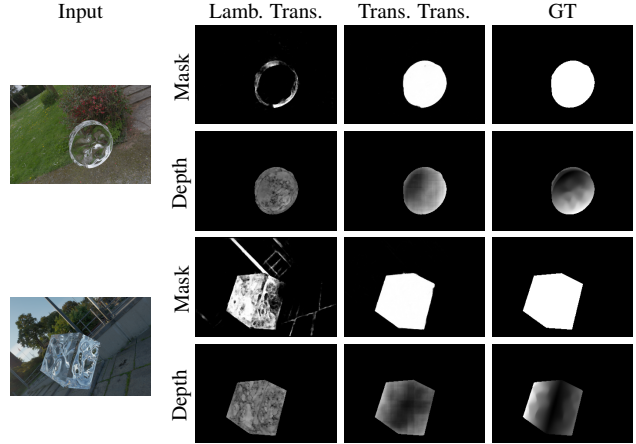 Input
Lamb. Trans.
Trans. Trans.
GT
Mask
Depth
Mask
Depth